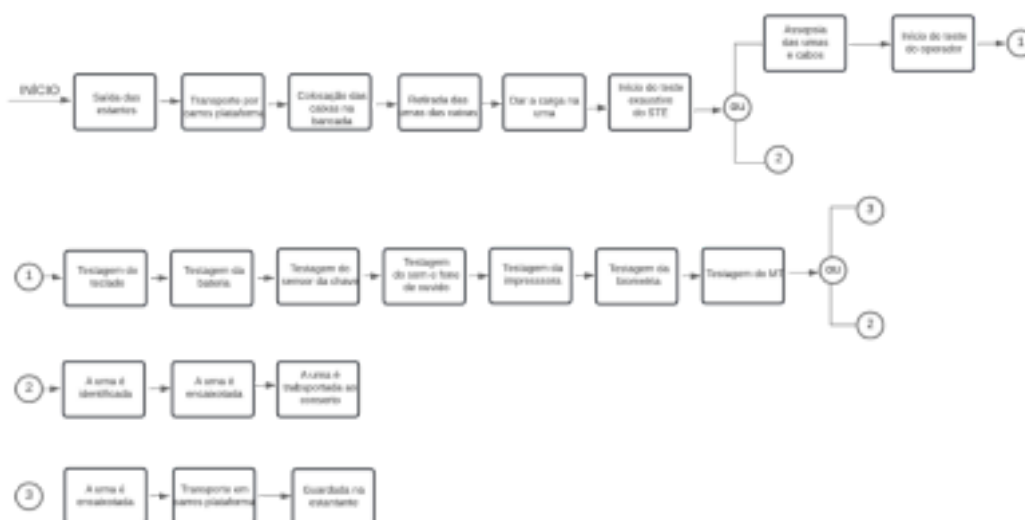 INÍCIO
Saída das
estantes
Transporte por
carros plataforma
Colocação das
caixas na
bancada
Retirada das
urnas das caixas
Dar a carga na
urna
Início do teste
exaustivo
do STE
ou
Assepsia
das urnas
e cabos
Início do teste
do operador
1
2
1
Testagem do
teclado
Testagem da
bateria
Testagem do
sensor da chave
Testagem
do som e fone
de ouvido
Testagem da
impressora
Testagem da
biometria
Testagem do MT
ou
3
2
2
A urna é
identificada
A urna é
encaixotada
A urna é
ao
conserto
3
A urna é
encaixotada
Transporte em
carros plataforma
Guardada na